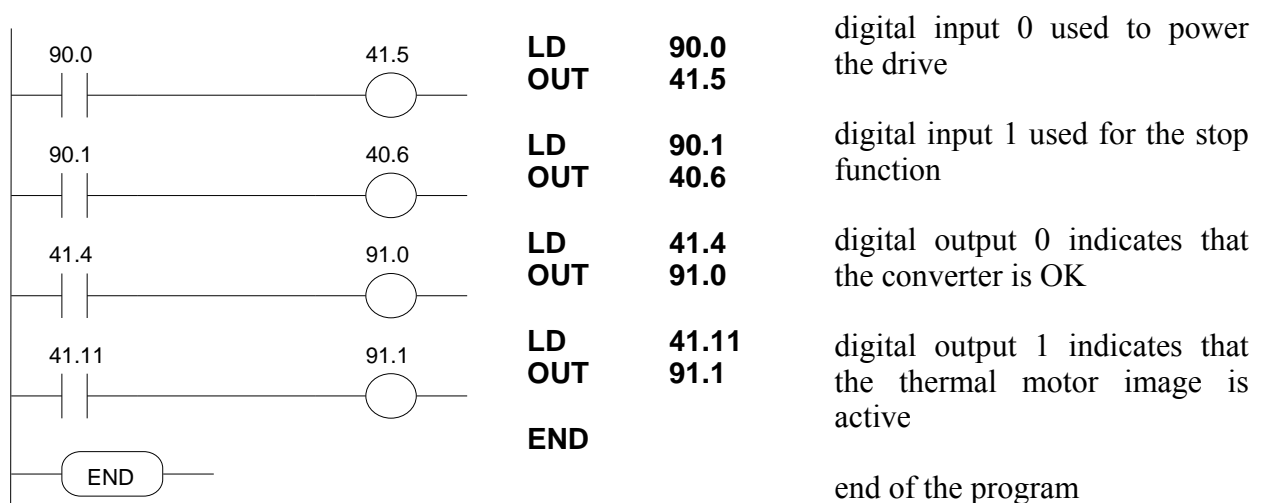 90.0 41.5
90.1 40.6
41.4 91.0
41.11 91.1
END
LD 90.0
OUT 41.5
LD 90.1
OUT 40.6
LD 41.4
OUT 91.0
LD 41.11
OUT 91.1
END
digital input 0 used to power
the drive
digital input 1 used for the stop
function
digital output 0 indicates that
the converter is OK
digital output 1 indicates that
the thermal motor image is
active
end of the program